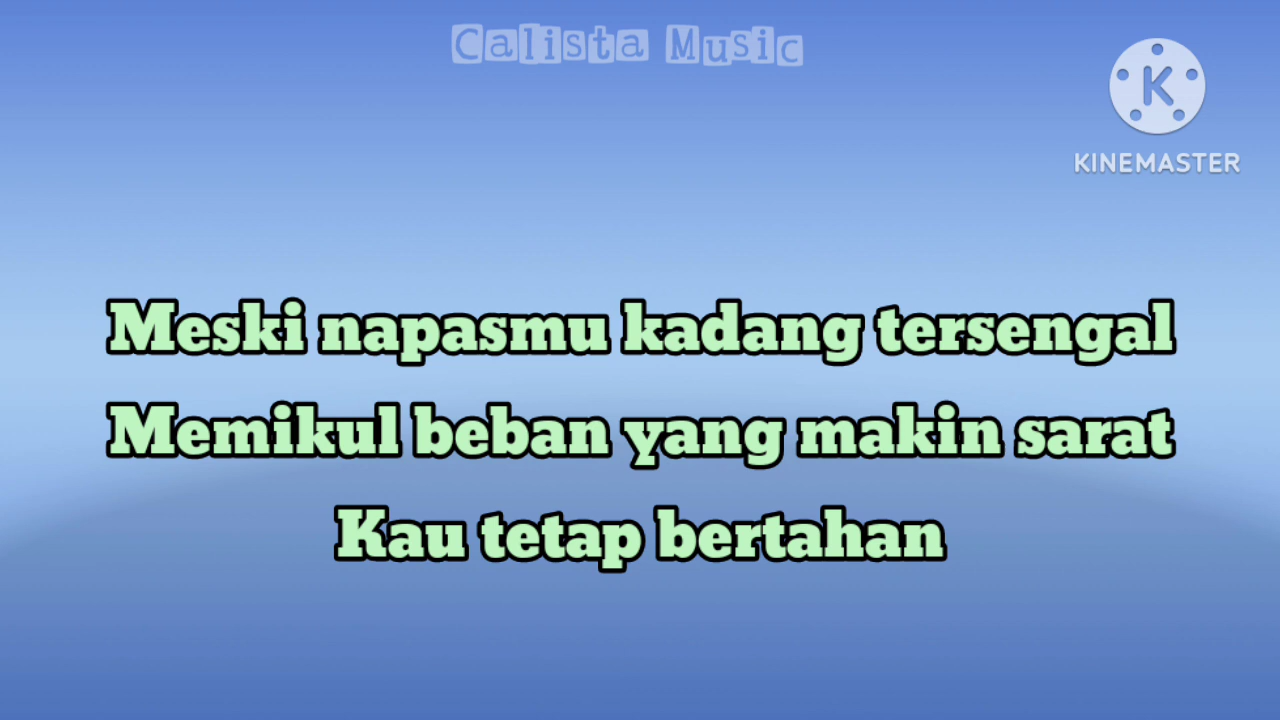 Calista Music
K
KINEMASTER
Meski napasmu kadang tersengal
Memikul beban yang makin sarat
Kau tetap bertahan